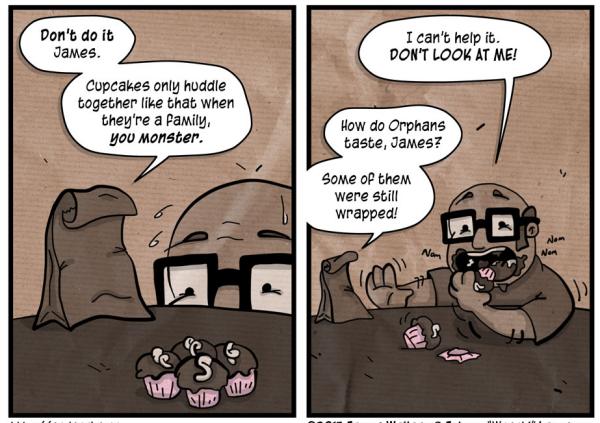 Don't do it
James.
Cupcakes only huddle
together like that when
they're a family,
you monster.
I can't help it.
DON'T LOOK AT ME!
How do Orphans
taste, James?
Some of them
were still
wrapped!
Nom
Nom
Nom